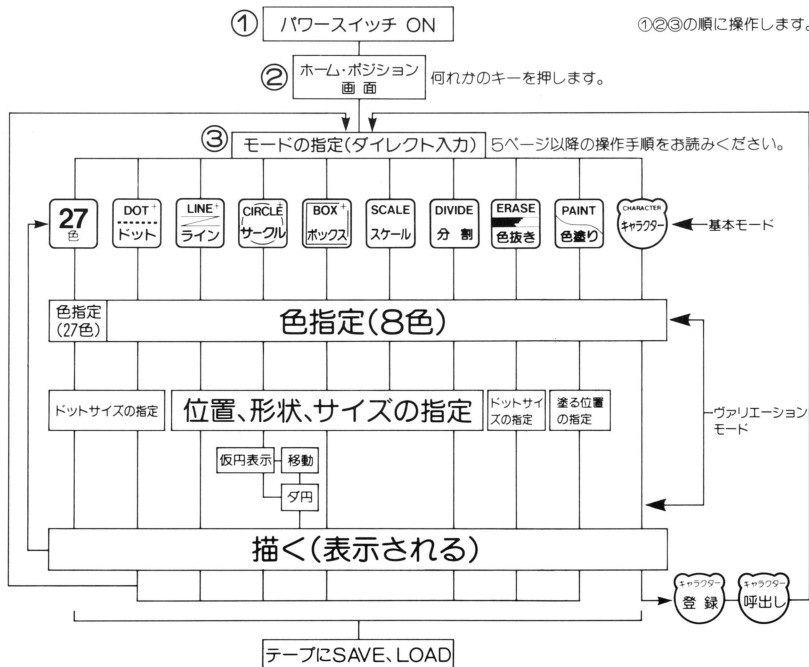 ① パワースイッチ ON
①②③の順に操作します。
② ホーム・ポジション
画面
何れかのキーを押します。
③ モードの指定(ダイレクト入力)
5ページ以降の操作手順をお読みください。
27
色
DOT+
ドット
LINE+
ライン
CIRCLE+
サークル
BOX+
ボックス
SCALE
スケール
DIVIDE
分割
ERASE
色抜き
PAINT
色塗り
CHARACTER
キャラクター
基本モード
色指定
(27色)
色指定(8色)
ドットサイズの指定
位置、形状、サイズの指定
ドットサイ
ズの指定
塗る位置
の指定
ヴァリエーション
モード
仮円表示
移動
ダ円
描く(表示される)
キャラクター
登録
キャラクター
呼出し
テープにSAVE、LOAD